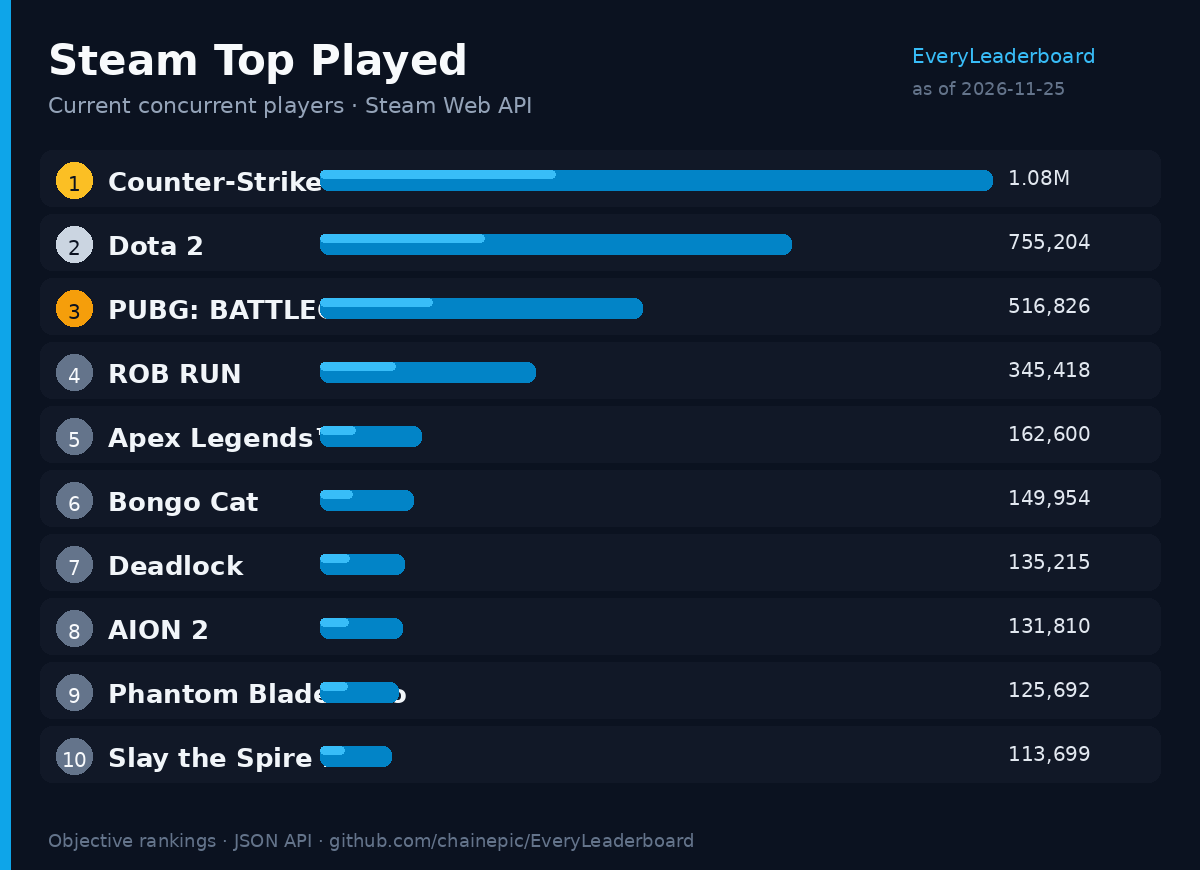 Steam Top Played
EveryLeaderboard
Current concurrent players · Steam Web API
as of 2026-11-25
1 Counter-Strike 1.08M
2 Dota 2 755,204
3 PUBG: BATTLE 516,826
4 ROB RUN 345,418
5 Apex Legends 162,600
6 Bongo Cat 149,954
7 Deadlock 135,215
8 AION 2 131,810
9 Phantom Blade 125,692
10 Slay the Spire 113,699
Objective rankings · JSON API · github.com/chainepic/EveryLeaderboard